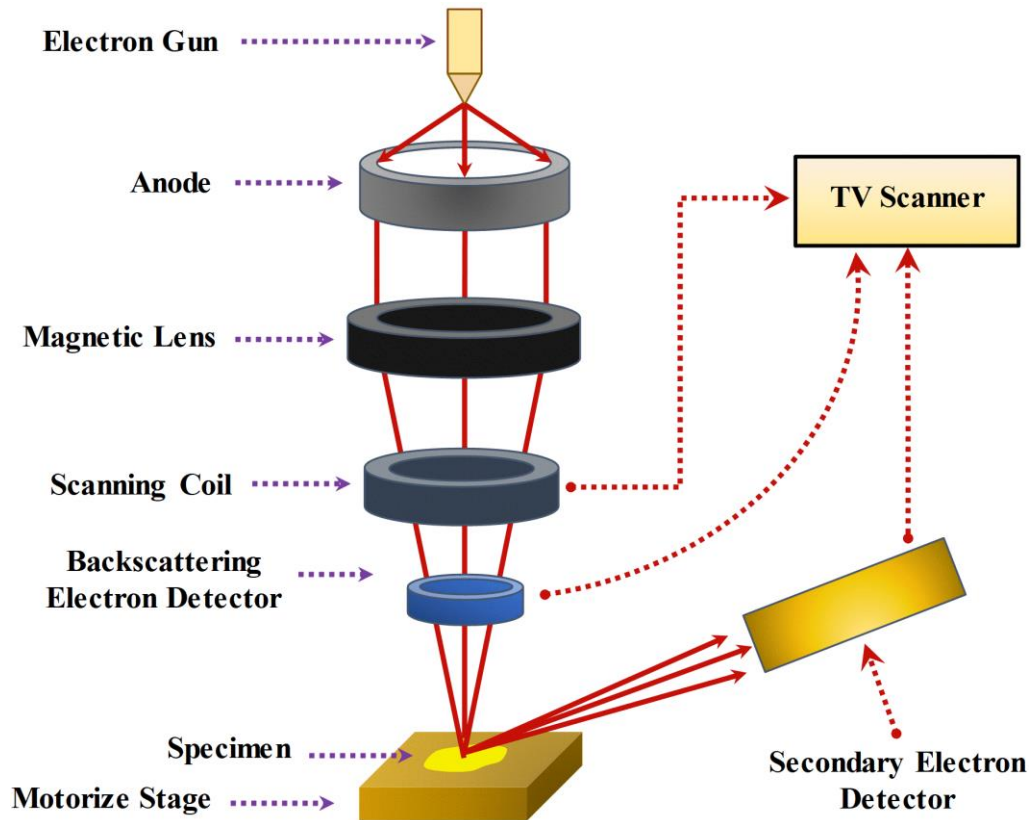 Electron Gun
Anode
TV Scanner
Magnetic Lens
Scanning Coil
Backscattering
Electron Detector
Specimen
Motorize Stage
Secondary Electron
Detector